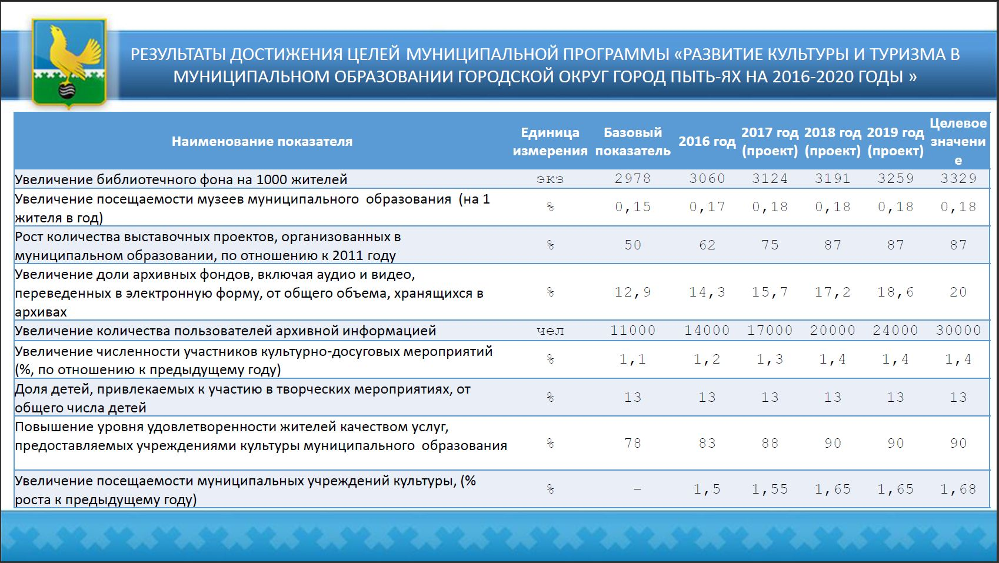 РЕЗУЛЬТАТЫ ДОСТИЖЕНИЯ ЦЕЛЕЙ МУНИЦИПАЛЬНОЙ ПРОГРАММЫ «РАЗВИТИЕ КУЛЬТУРЫ И ТУРИЗМА В
МУНИЦИПАЛЬНОМ ОБРАЗОВАНИИ ГОРОДСКОЙ ОКРУГ ГОРОД ПЫТЬ-ЯХ НА 2016-2020 ГОДЫ »
Наименование показателя
Единица
измерения
Базовый
показатель
2016 год
2017 год
(проект)
2018 год
(проект)
2019 год
(проект)
Целевое
значени
е
Увеличение библиотечного фона на 1000 жителей
экз 2978 3060 3124 3191 3259 3329
Увеличение посещаемости музеев муниципального образования (на 1
жителя в год)
% 0,15 0,17 0,18 0,18 0,18 0,18
Рост количества выставочных проектов, организованных в
муниципальном образовании, по отношению к 2011 году
% 50 62 75 87 87 87
Увеличение доли архивных фондов, включая аудио и видео,
переведенных в электронную форму, от общего объема, хранящихся в
архивах
% 12,9 14,3 15,7 17,2 18,6 20
Увеличение количества пользователей архивной информацией
чел 11000 14000 17000 20000 24000 30000
Увеличение численности участников культурно-досуговых мероприятий
(%, по отношению к предыдущему году)
% 1,1 1,2 1,3 1,4 1,4 1,4
Доля детей, привлекаемых к участию в творческих мероприятиях, от
общего числа детей
% 13 13 13 13 13 13
Повышение уровня удовлетворенности жителей качеством услуг,
предоставляемых учреждениями культуры муниципального образования
% 78 83 88 90 90 90
Увеличение посещаемости муниципальных учреждений культуры, (%
роста к предыдущему году)
% – 1,5 1,55 1,65 1,65 1,68